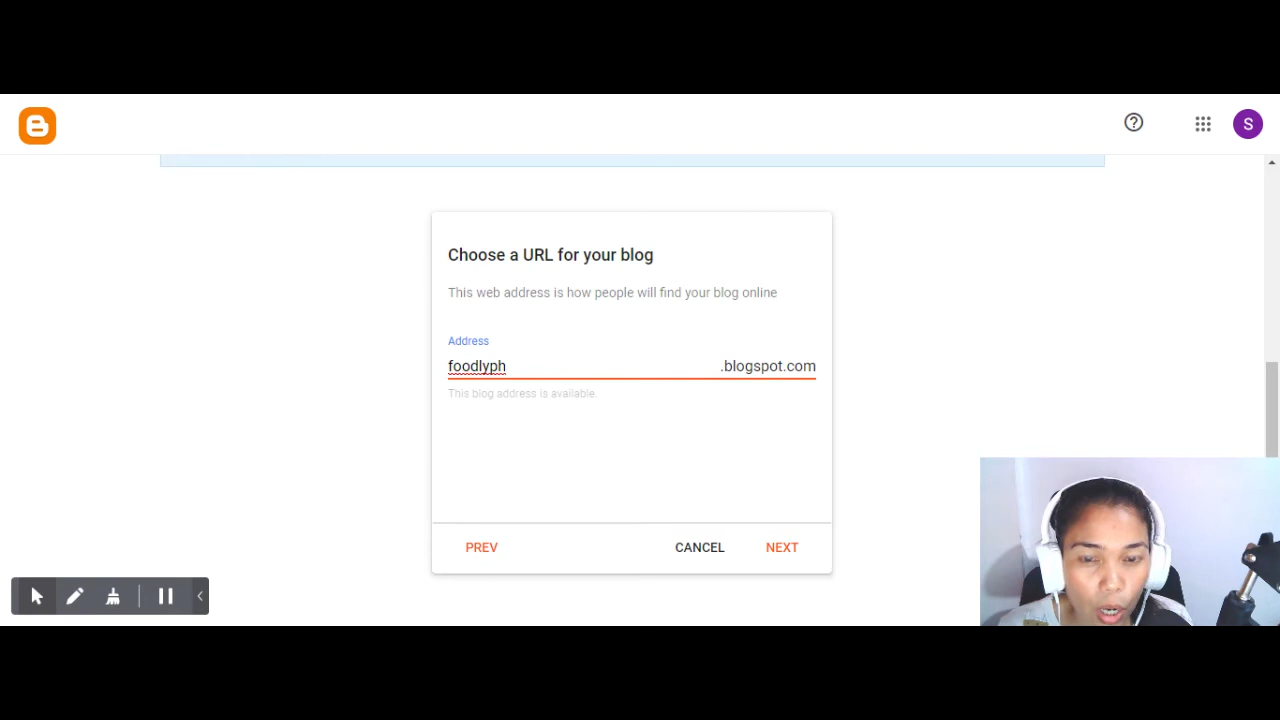 S
Choose a URL for your blog
This web address is how people will find your blog online
Address
foodlyph .blogspot.com
This blog address is available.
PREV CANCEL NEXT